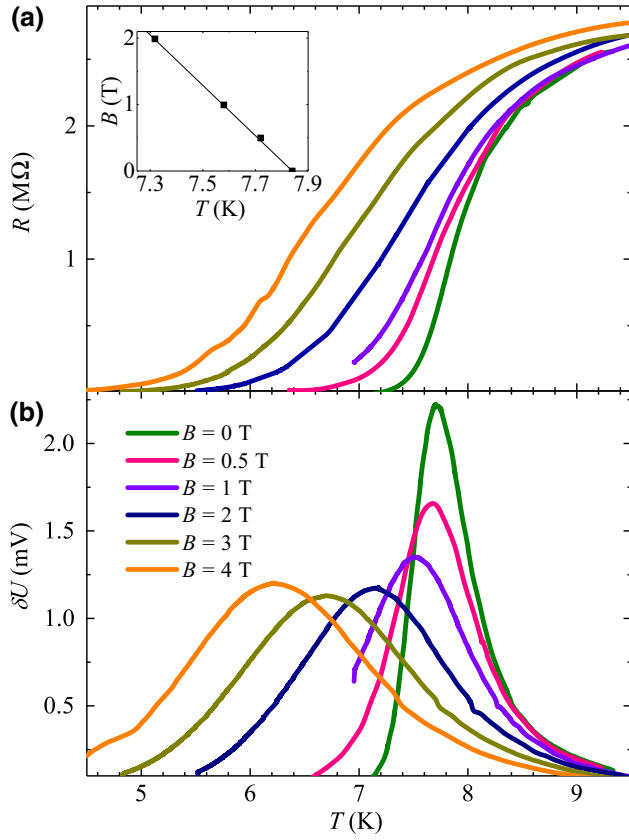 (a)
R (MΩ)
2
1
B (T)
2
1
0
7.3 7.5 7.7 7.9
T (K)
(b)
δU (mV)
2.0
1.5
1.0
0.5
B = 0 T
B = 0.5 T
B = 1 T
B = 2 T
B = 3 T
B = 4 T
5 6 7 8 9
T (K)